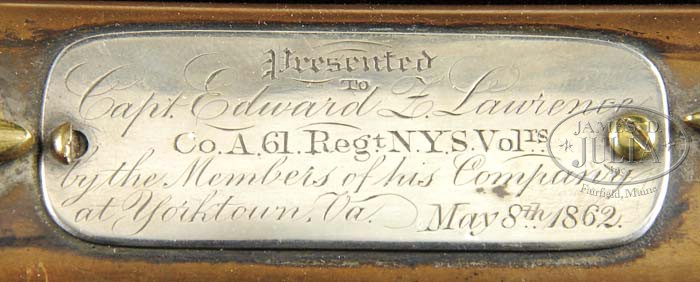 Presented
To
Capt. Edward Z. Lawrence
Co. A. 61. Regt N.Y.S. Volrs.
by the Members of his Company
at Yorktown, Va. May 8th 1862.
JAMES D.
JULIA
Inc.
Fairfield, Maine